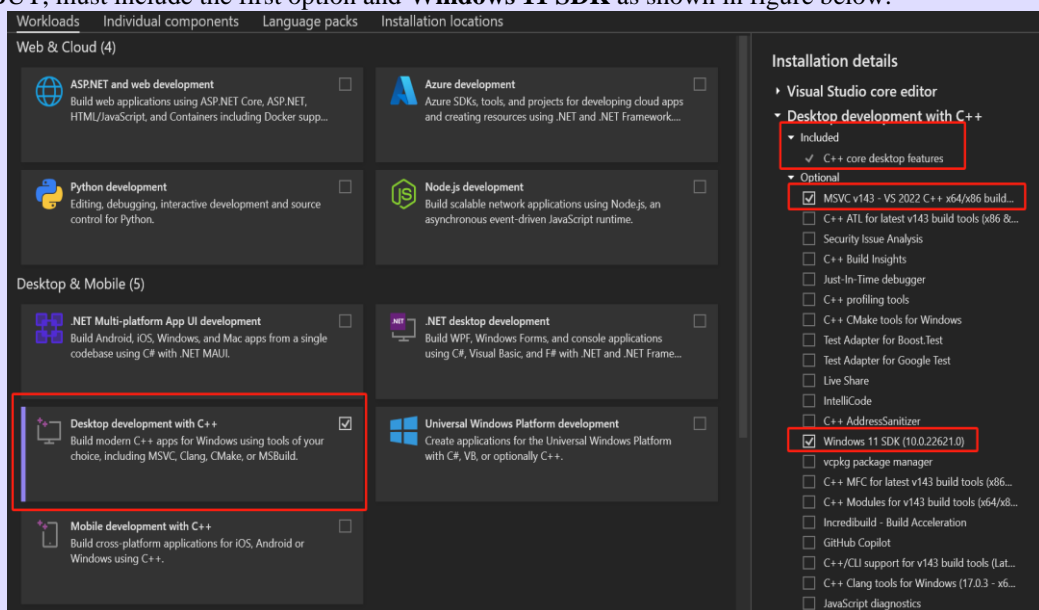 BUT, must include the first option and Windows 11 SDK as shown in figure below.
Workloads Individual components Language packs Installation locations
Web & Cloud (4)
ASP.NET and web development
Build web applications using ASP.NET Core, ASP.NET,
HTML/JavaScript, and Containers including Docker supp...
Azure development
Azure SDKs, tools, and projects for developing cloud apps
and creating resources using .NET and .NET Framework....
Python development
Editing, debugging, interactive development and source
control for Python.
Node.js development
Build scalable network applications using Node.js, an
asynchronous event-driven JavaScript runtime.
Desktop & Mobile (5)
.NET Multi-platform App UI development
Build Android, iOS, Windows, and Mac apps from a single
codebase using C# with .NET MAUI.
.NET
.NET desktop development
Build WPF, Windows Forms, and console applications
using C#, Visual Basic, and F# with .NET and .NET Frame...
Desktop development with C++
Build modern C++ apps for Windows using tools of your
choice, including MSVC, Clang, CMake, or MSBuild.
Universal Windows Platform development
Create applications for the Universal Windows Platform
with C#, VB, or optionally C++.
Mobile development with C++
Build cross-platform applications for iOS, Android or
Windows using C++.
Installation details
Visual Studio core editor
Desktop development with C++
Included
C++ core desktop features
Optional
MSVC v143 - VS 2022 C++ x64/x86 build...
C++ ATL for latest v143 build tools (x86 &...
Security Issue Analysis
C++ Build Insights
Just-In-Time debugger
C++ profiling tools
C++ CMake tools for Windows
Test Adapter for Boost.Test
Test Adapter for Google Test
Live Share
IntelliCode
C++ AddressSanitizer
Windows 11 SDK (10.0.22621.0)
vcpkg package manager
C++ MFC for latest v143 build tools (x86...
C++ Modules for v143 build tools (x64/x8...
Incredibuild - Build Acceleration
GitHub Copilot
C++/CLI support for v143 build tools (Lat...
C++ Clang tools for Windows (17.0.3 - x6...
JavaScript diagnostics